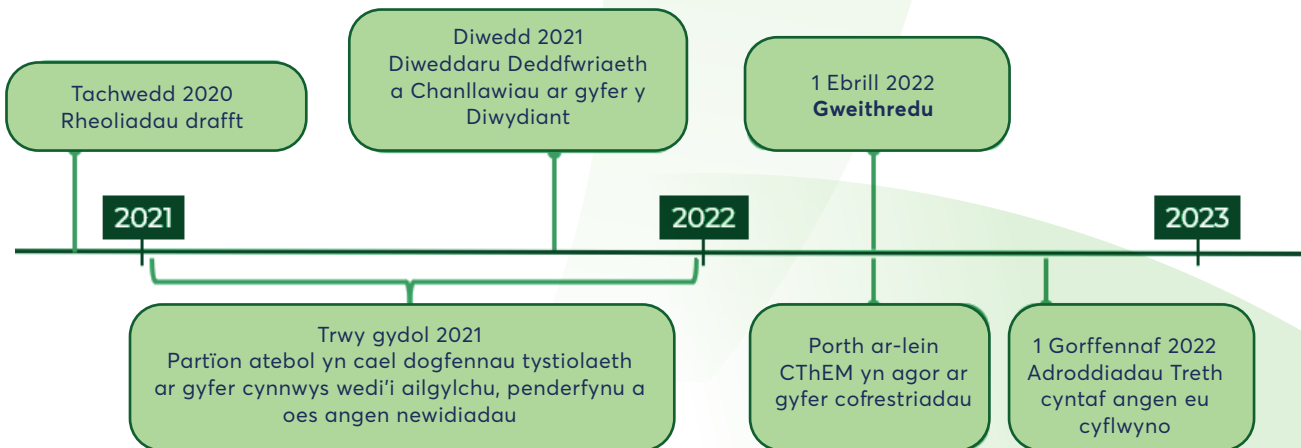 Tachwedd 2020
Rheoliadau drafft
Diwedd 2021
Diweddaru Deddfwriaeth
a Chanllawiau ar gyfer y
Diwydiant
1 Ebrill 2022
Gweithredu
2021
2022
2023
Trwy gydol 2021
Partïon atebol yn cael dogfennau tystiolaeth
ar gyfer cynnwys wedi'i ailgylchu, penderfynu a
oes angen newidiadau
Porth ar-lein
CThEM yn agor ar
gyfer cofrestriadau
1 Gorffennaf 2022
Adroddiadau Treth
cyntaf angen eu
cyflwyno